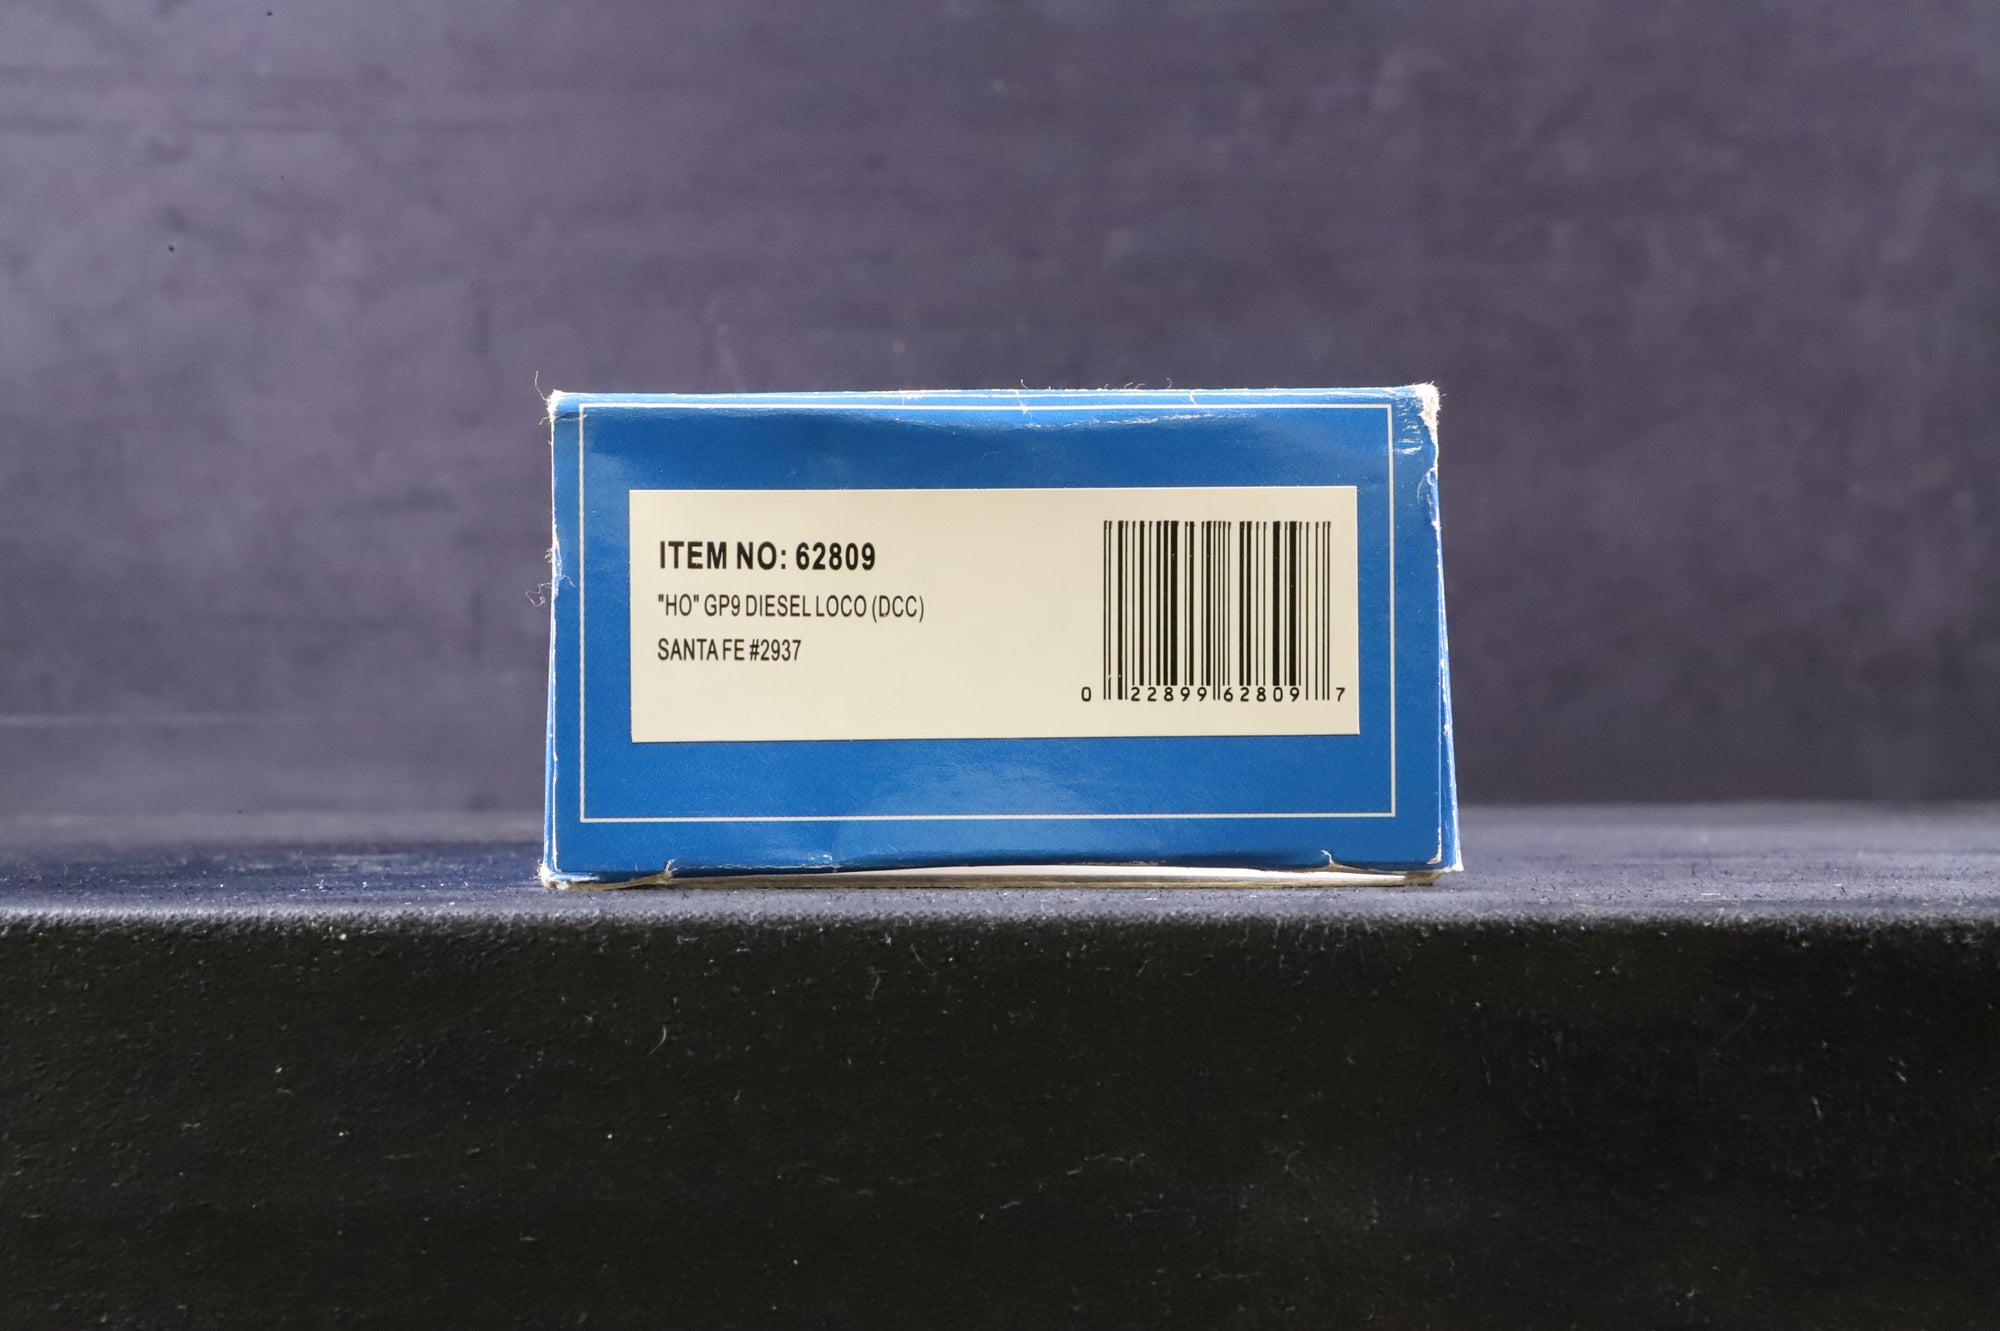 ITEM NO: 62809
"HO" GP9 DIESEL LOCO (DCC)
SANTA FE #2937
0 22899 62809 7